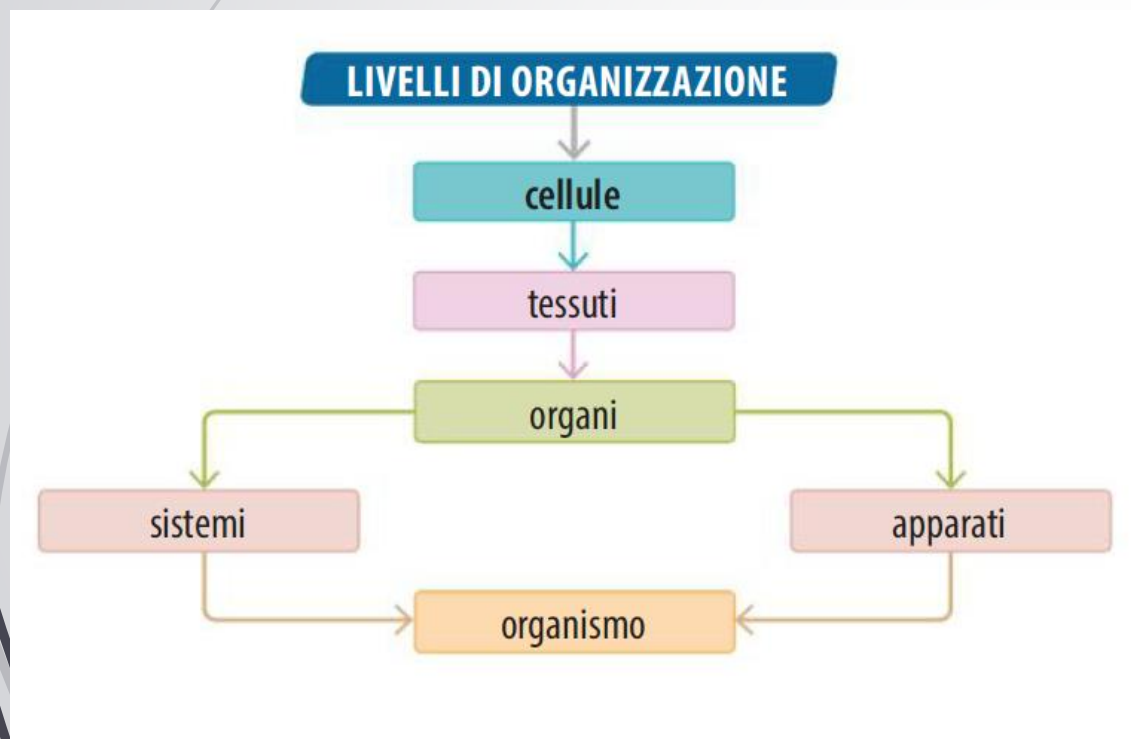 LIVELLI DI ORGANIZZAZIONE
cellule
tessuti
organi
sistemi
apparati
organismo